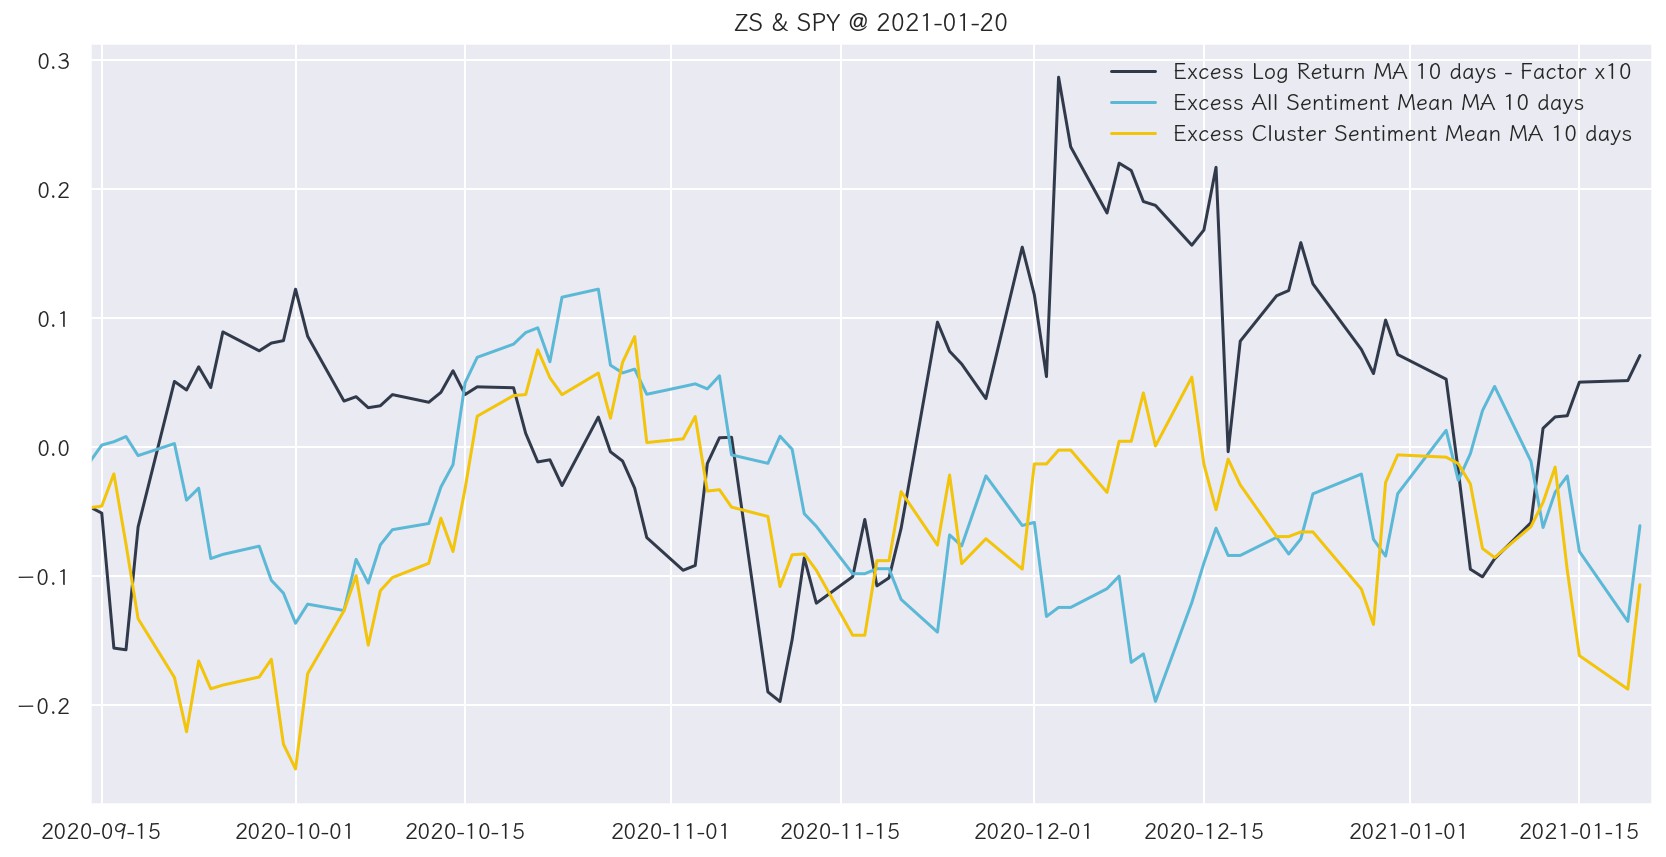 ZS & SPY @ 2021-01-20
0.3
0.2
0.1
0.0
−0.1
−0.2
Excess Log Return MA 10 days - Factor x10
Excess All Sentiment Mean MA 10 days
Excess Cluster Sentiment Mean MA 10 days
2020-09-15 2020-10-01 2020-10-15 2020-11-01 2020-11-15 2020-12-01 2020-12-15 2021-01-01 2021-01-15